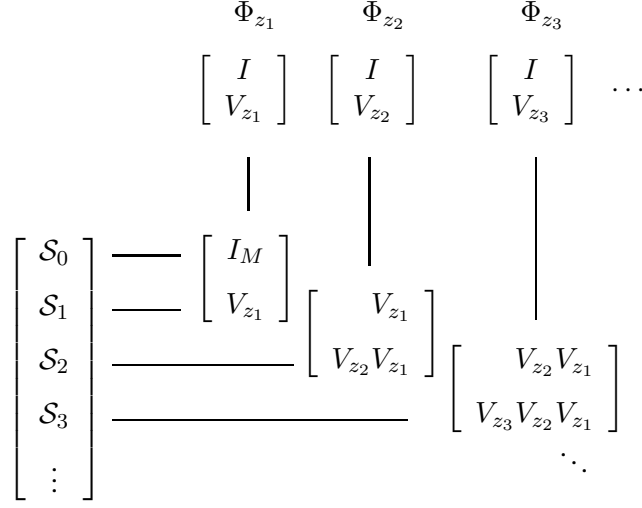 Φ_{z_1} Φ_{z_2} Φ_{z_3}
[ I ] [ I ] [ I ] ⋯
[ V_{z_1} ] [ V_{z_2} ] [ V_{z_3} ]
𝒮_0 I_M
𝒮_1 V_{z_1} V_{z_1}
𝒮_2 V_{z_2} V_{z_1} V_{z_2} V_{z_1}
𝒮_3 V_{z_3} V_{z_2} V_{z_1}
⋮ ⋱